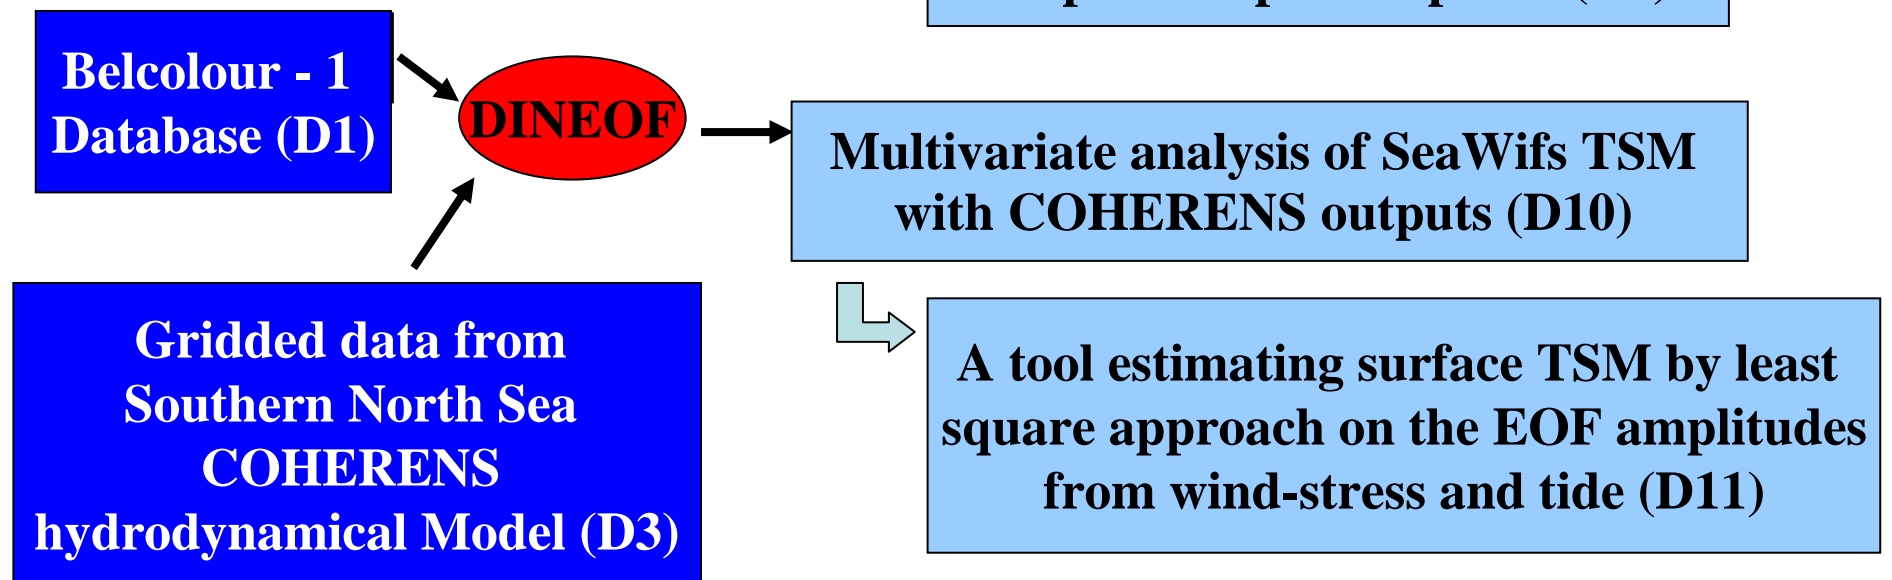 Belcolour - 1
Database (D1)
DINEOF
Multivariate analysis of SeaWifs TSM
with COHERENS outputs (D10)
Gridded data from
Southern North Sea
COHERENS
hydrodynamical Model (D3)
A tool estimating surface TSM by least
square approach on the EOF amplitudes
from wind-stress and tide (D11)